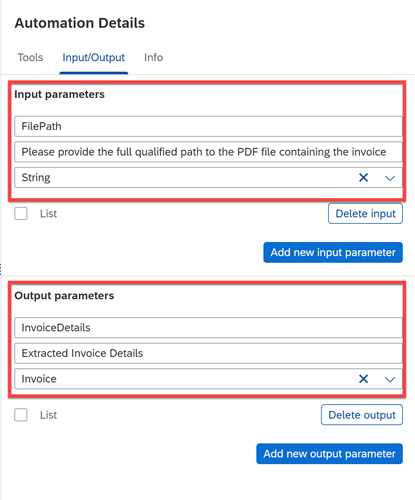 Automation Details
Tools Input/Output Info
Input parameters
FilePath
Please provide the full qualified path to the PDF file containing the invoice
String
List Delete input
Add new input parameter
Output parameters
InvoiceDetails
Extracted Invoice Details
Invoice
List Delete output
Add new output parameter